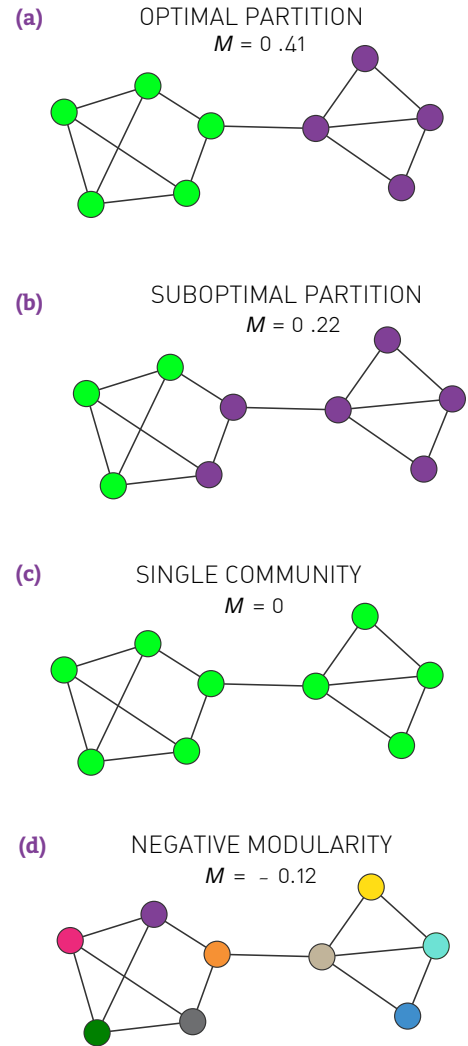 (a)
OPTIMAL PARTITION
M = 0 .41
(b)
SUBOPTIMAL PARTITION
M = 0 .22
(c)
SINGLE COMMUNITY
M = 0
(d)
NEGATIVE MODULARITY
M = – 0.12